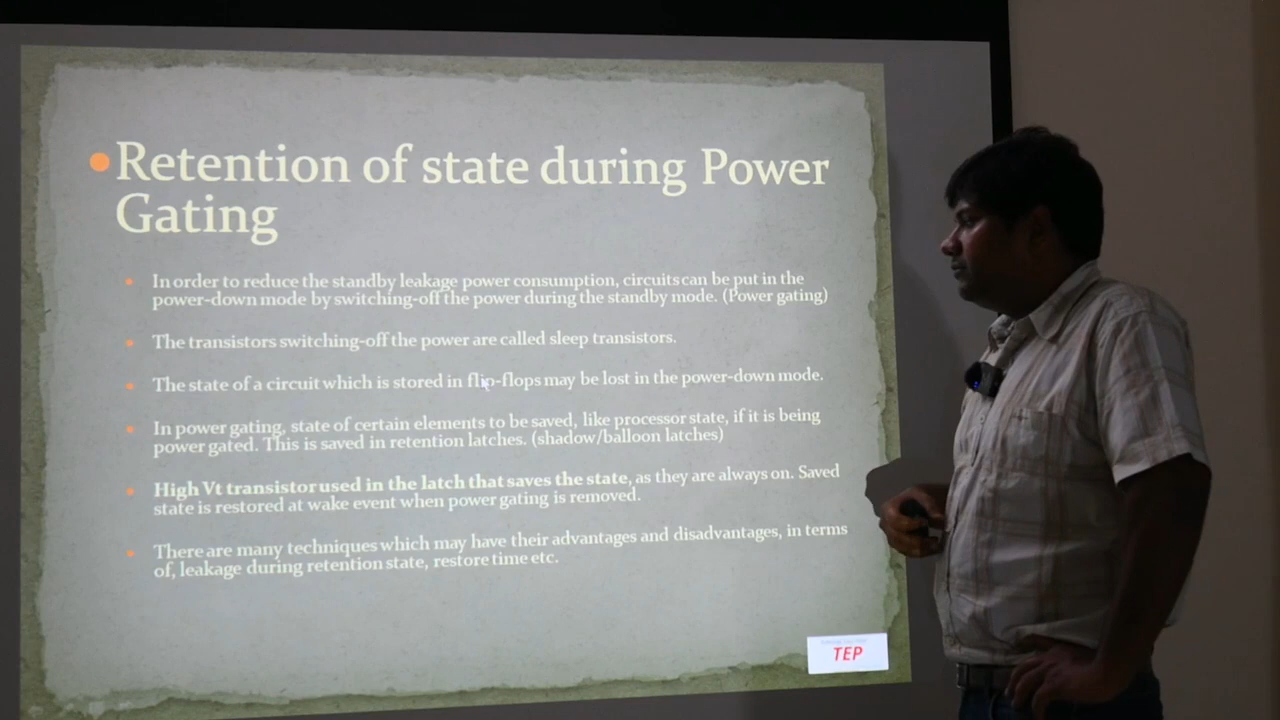 Retention of state during Power
Gating
In order to reduce the standby leakage power consumption, circuits can be put in the
power-down mode by switching-off the power during the standby mode. (Power gating)
The transistors switching-off the power are called sleep transistors.
The state of a circuit which is stored in flip-flops may be lost in the power-down mode.
In power gating, state of certain elements to be saved, like processor state, if it is being
power gated. This is saved in retention latches. (shadow/balloon latches)
High Vt transistor used in the latch that saves the state, as they are always on. Saved
state is restored at wake event when power gating is removed.
There are many techniques which may have their advantages and disadvantages, in terms
of, leakage during retention state, restore time etc.
TEP